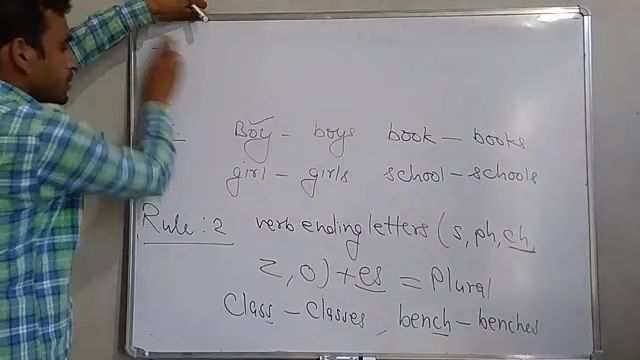 Boy - boys book - books
girl - girls school - schools
Rule : 2 verb ending letters (s, ph, ch,
z, o) + es = Plural
Class - Classes, bench - benches